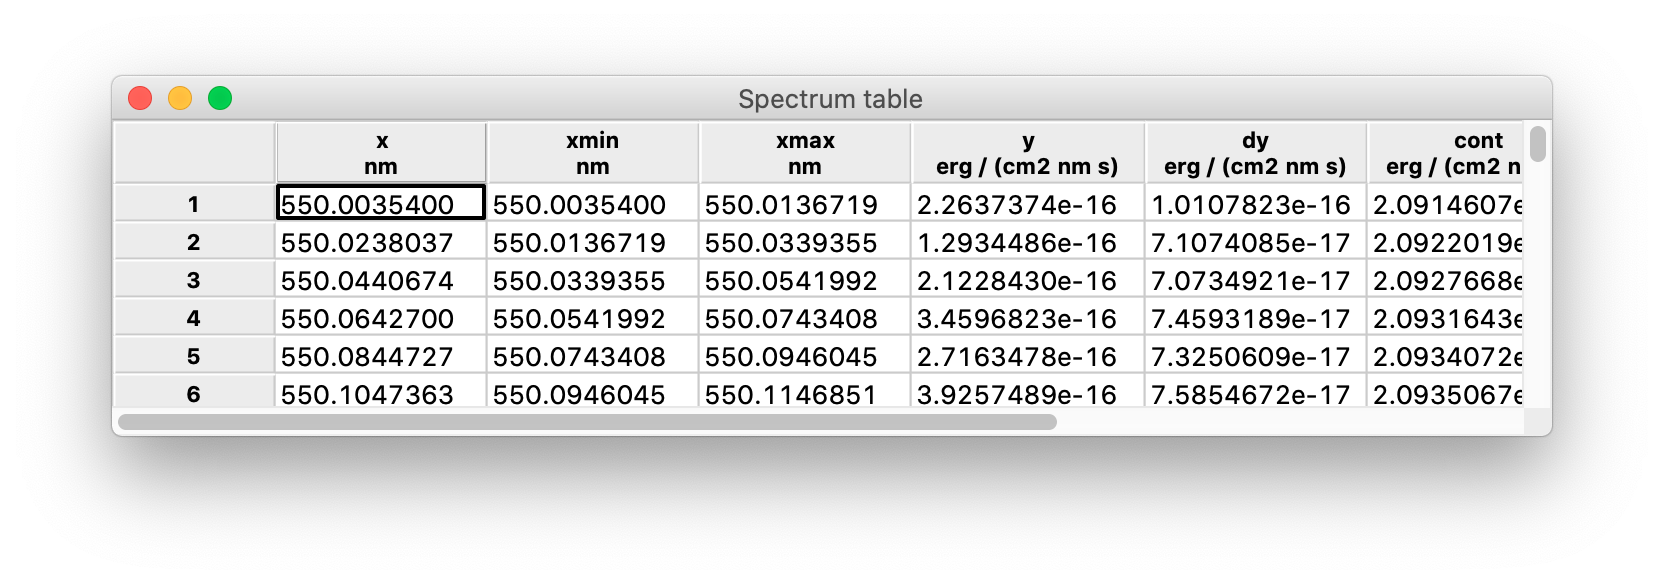 Spectrum table
x xmin xmax y dy cont
nm nm nm erg / (cm2 nm s) erg / (cm2 nm s) erg / (cm2 n
1 550.0035400 550.0035400 550.0136719 2.2637374e-16 1.0107823e-16 2.0914607e
2 550.0238037 550.0136719 550.0339355 1.2934486e-16 7.1074085e-17 2.0922019e
3 550.0440674 550.0339355 550.0541992 2.1228430e-16 7.0734921e-17 2.0927668e
4 550.0642700 550.0541992 550.0743408 3.4596823e-16 7.4593189e-17 2.0931643e
5 550.0844727 550.0743408 550.0946045 2.7163478e-16 7.3250609e-17 2.0934072e
6 550.1047363 550.0946045 550.1146851 3.9257489e-16 7.5854672e-17 2.0935067e